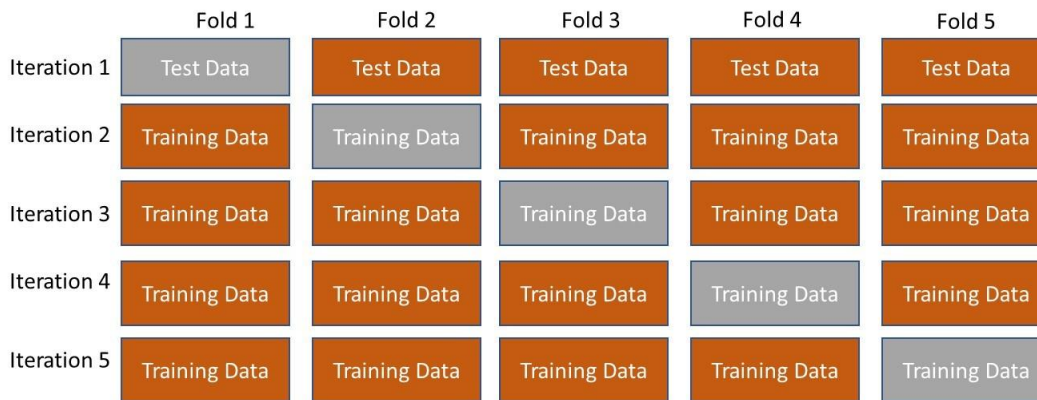 Fold 1 Fold 2 Fold 3 Fold 4 Fold 5
Iteration 1 Test Data Test Data Test Data Test Data Test Data
Iteration 2 Training Data Training Data Training Data Training Data Training Data
Iteration 3 Training Data Training Data Training Data Training Data Training Data
Iteration 4 Training Data Training Data Training Data Training Data Training Data
Iteration 5 Training Data Training Data Training Data Training Data Training Data